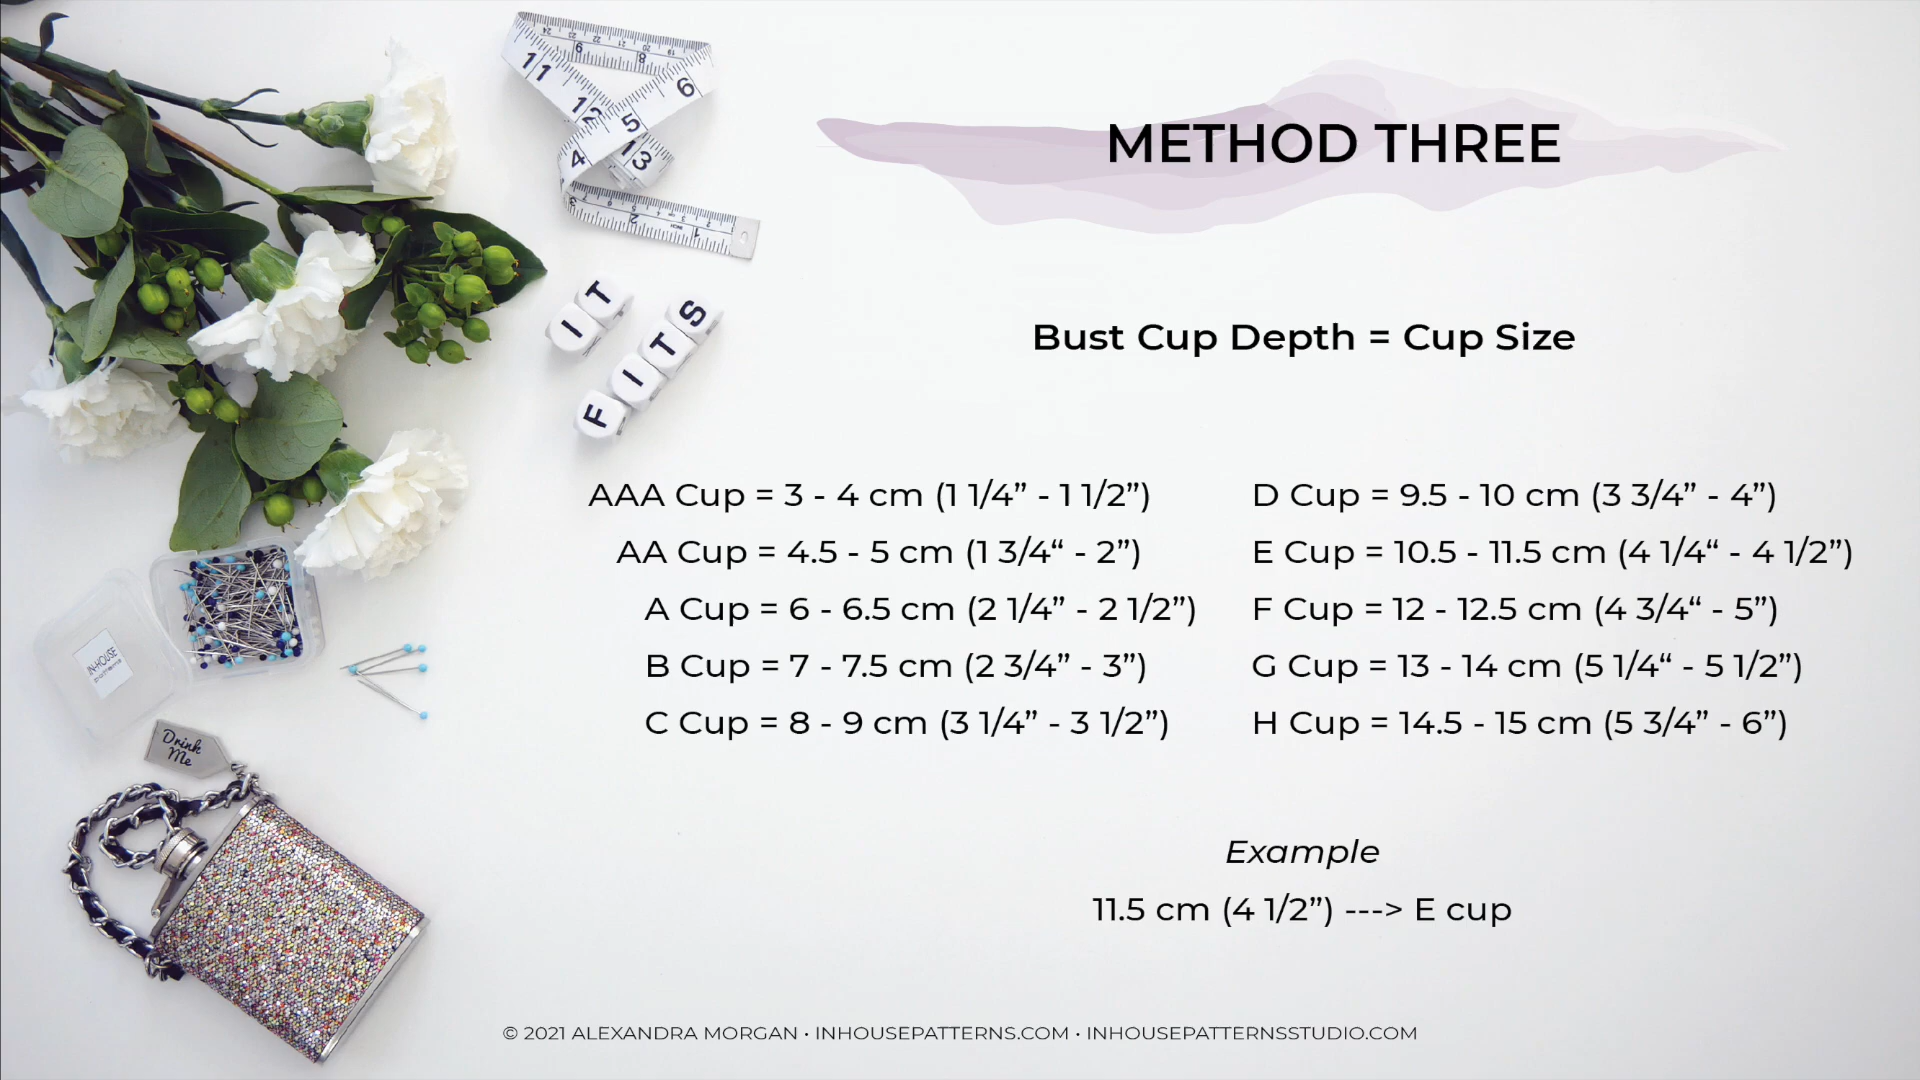 METHOD THREE
Bust Cup Depth = Cup Size
AAA Cup = 3 - 4 cm (1 1/4” - 1 1/2”)
AA Cup = 4.5 - 5 cm (1 3/4“ - 2”)
A Cup = 6 - 6.5 cm (2 1/4” - 2 1/2”)
B Cup = 7 - 7.5 cm (2 3/4” - 3”)
C Cup = 8 - 9 cm (3 1/4” - 3 1/2”)
D Cup = 9.5 - 10 cm (3 3/4” - 4”)
E Cup = 10.5 - 11.5 cm (4 1/4“ - 4 1/2”)
F Cup = 12 - 12.5 cm (4 3/4“ - 5”)
G Cup = 13 - 14 cm (5 1/4“ - 5 1/2”)
H Cup = 14.5 - 15 cm (5 3/4” - 6”)
Example
11.5 cm (4 1/2”) ---> E cup
IT
FITS
IN-HOUSE
Drink
Me
© 2021 ALEXANDRA MORGAN • INHOUSEPATTERNS.COM • INHOUSEPATTERNSSTUDIO.COM